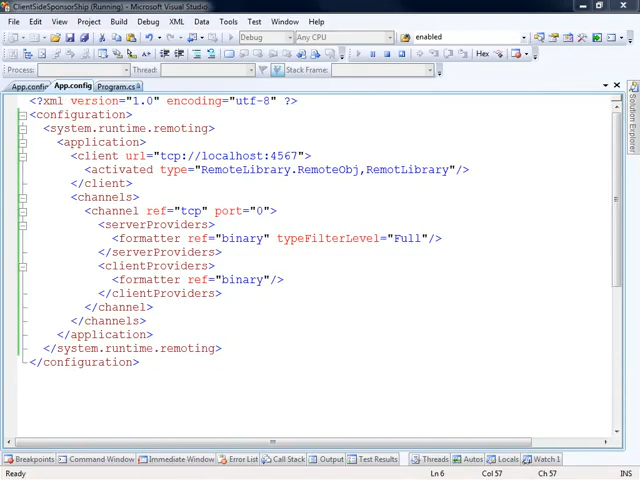 ClientSideSponsorShip (Running) - Microsoft Visual Studio
File Edit View Project Build Debug XML Data Tools Test Window Help
Debug Any CPU enabled
Hex
Process: Thread: Stack Frame:
App.config App.config Program.cs
<?xml version="1.0" encoding="utf-8" ?>
<configuration>
<system.runtime.remoting>
<application>
<client url="tcp://localhost:4567">
<activated type="RemoteLibrary.RemoteObj,RemotLibrary"/>
</client>
<channels>
<channel ref="tcp" port="0">
<serverProviders>
<formatter ref="binary" typeFilterLevel="Full"/>
</serverProviders>
<clientProviders>
<formatter ref="binary"/>
</clientProviders>
</channel>
</channels>
</application>
</system.runtime.remoting>
</configuration>
Solution Explorer
Breakpoints Command Window Immediate Window Error List Call Stack Output Test Results Threads Autos Locals Watch 1
Ready Ln 6 Col 57 Ch 57 INS